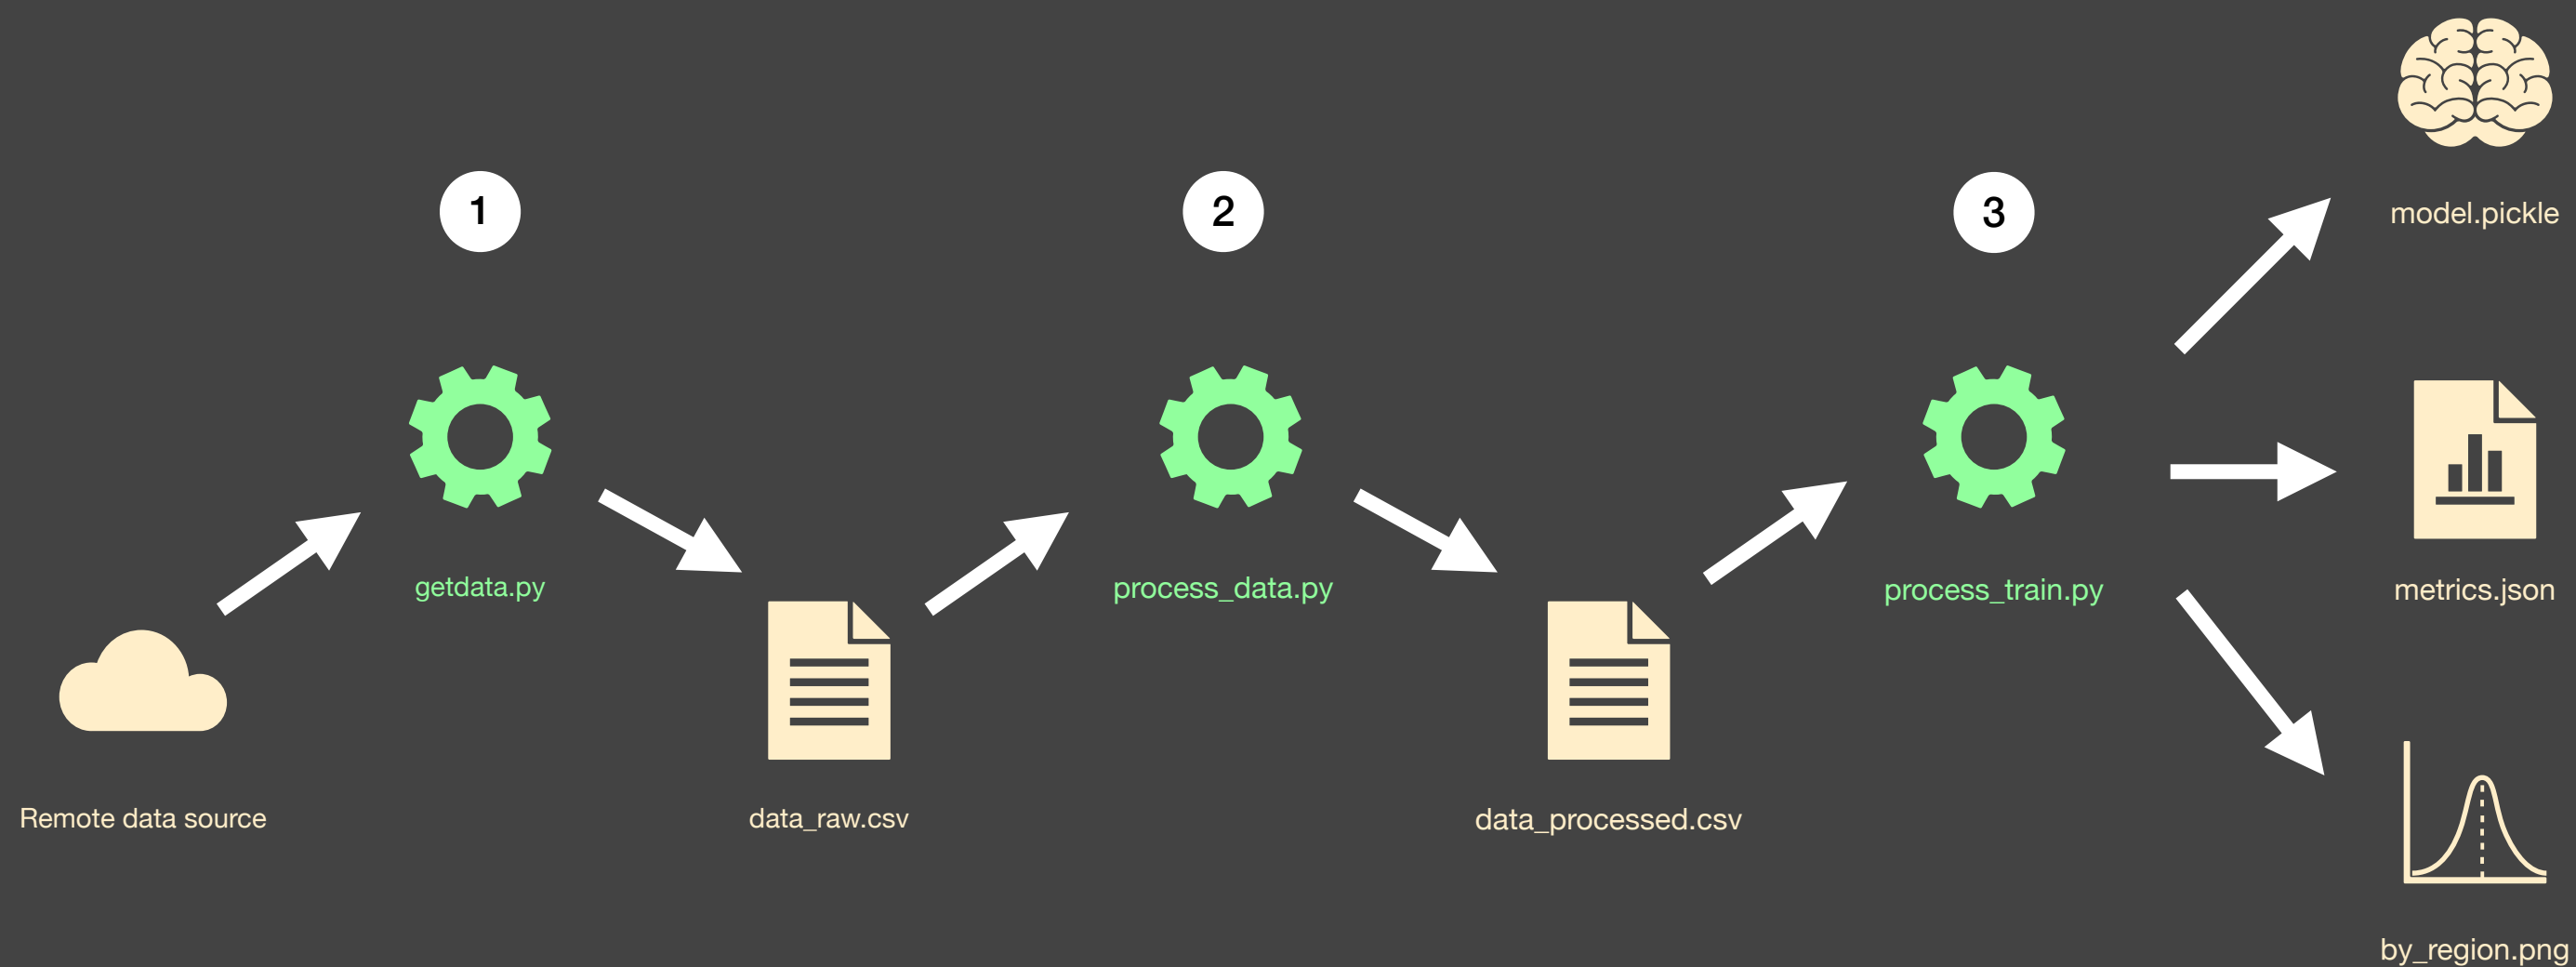 1
2
3
model.pickle
getdata.py
process_data.py
process_train.py
metrics.json
Remote data source
data_raw.csv
data_processed.csv
by_region.png